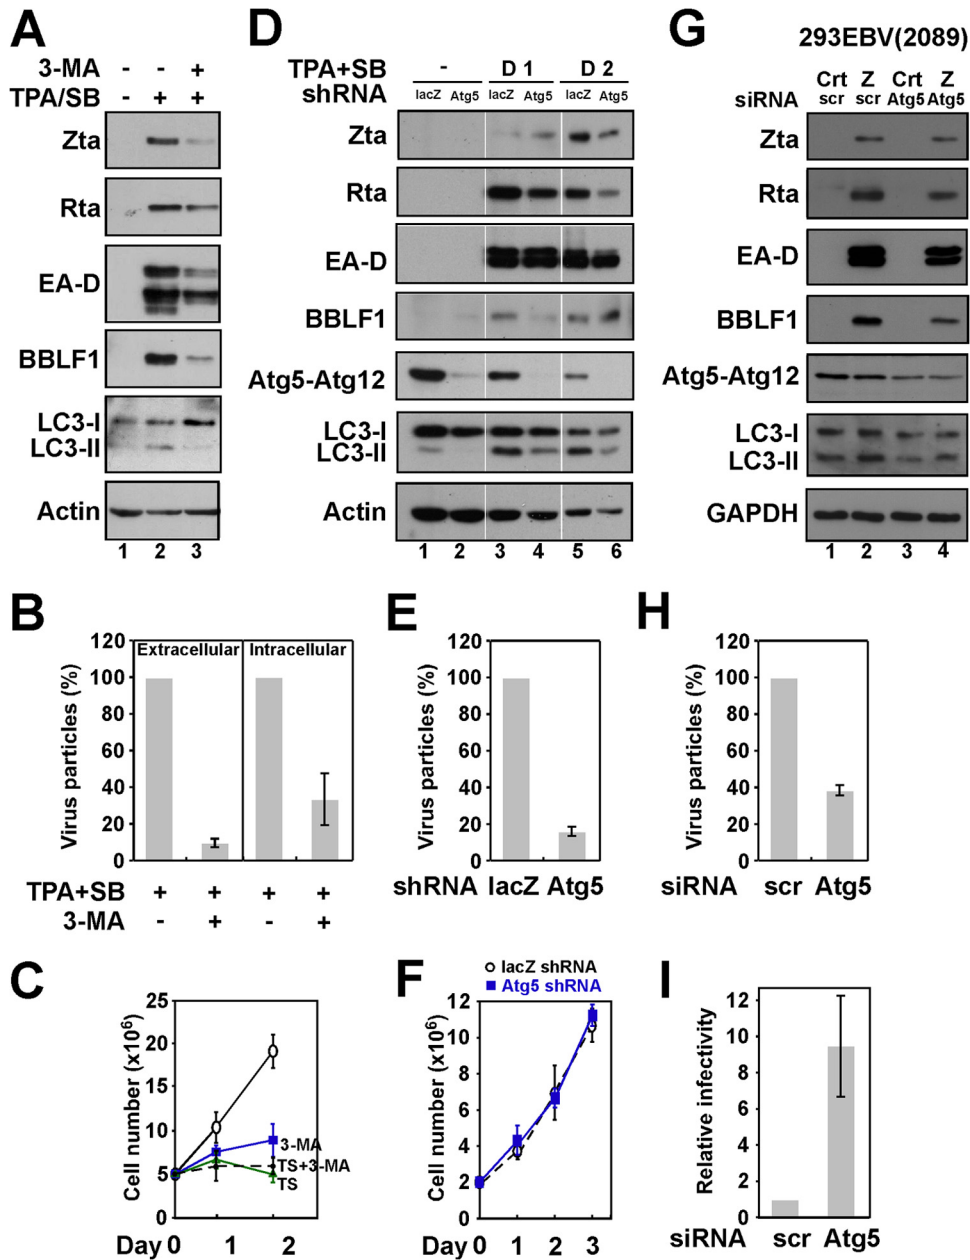 A
3-MA - - +
TPA/SB - + +
Zta
Rta
EA-D
BBLF1
LC3-I
LC3-II
Actin
1 2 3
D
TPA+SB - D 1 D 2
shRNA lacZ Atg5 lacZ Atg5 lacZ Atg5
Zta
Rta
EA-D
BBLF1
Atg5-Atg12
LC3-I
LC3-II
Actin
1 2 3 4 5 6
G
293EBV(2089)
Crt Z Crt Z
siRNA scr scr Atg5 Atg5
Zta
Rta
EA-D
BBLF1
Atg5-Atg12
LC3-I
LC3-II
GAPDH
1 2 3 4
B
Virus particles (%)
120
100
80
60
40
20
0
Extracellular Intracellular
TPA+SB + + + +
3-MA - + - +
E
Virus particles (%)
120
100
80
60
40
20
0
shRNA lacZ Atg5
H
Virus particles (%)
120
100
80
60
40
20
0
siRNA scr Atg5
C
Cell number (x10⁶)
25
20
15
10
5
0
3-MA
TS+3-MA
TS
Day 0 1 2
F
lacZ shRNA
Atg5 shRNA
Cell number (x10⁶)
12
10
8
6
4
2
0
Day 0 1 2 3
I
Relative infectivity
12
10
8
6
4
2
0
siRNA scr Atg5